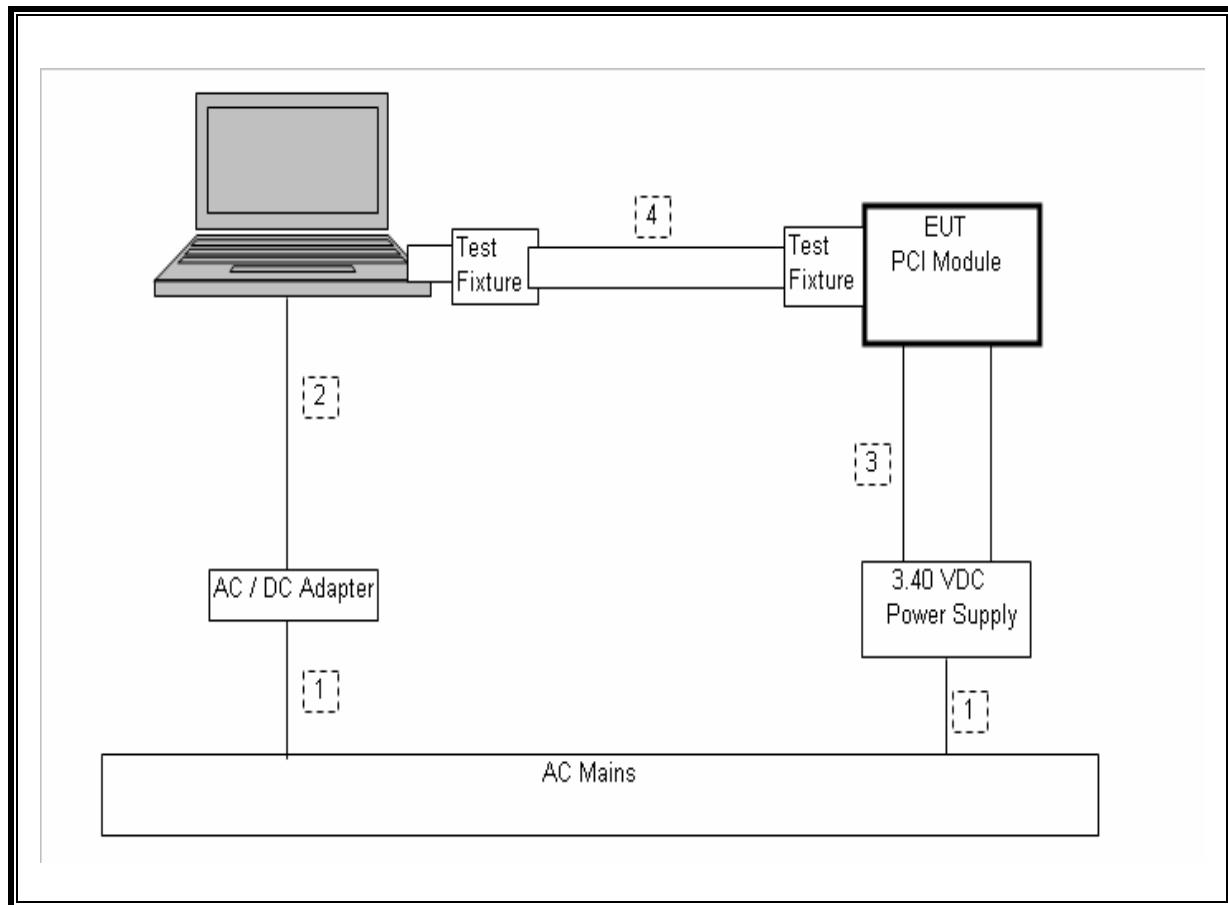 4
Test
Fixture
Test
Fixture
EUT
PCI Module
2
3
AC / DC Adapter
3.40 VDC
Power Supply
1
1
AC Mains